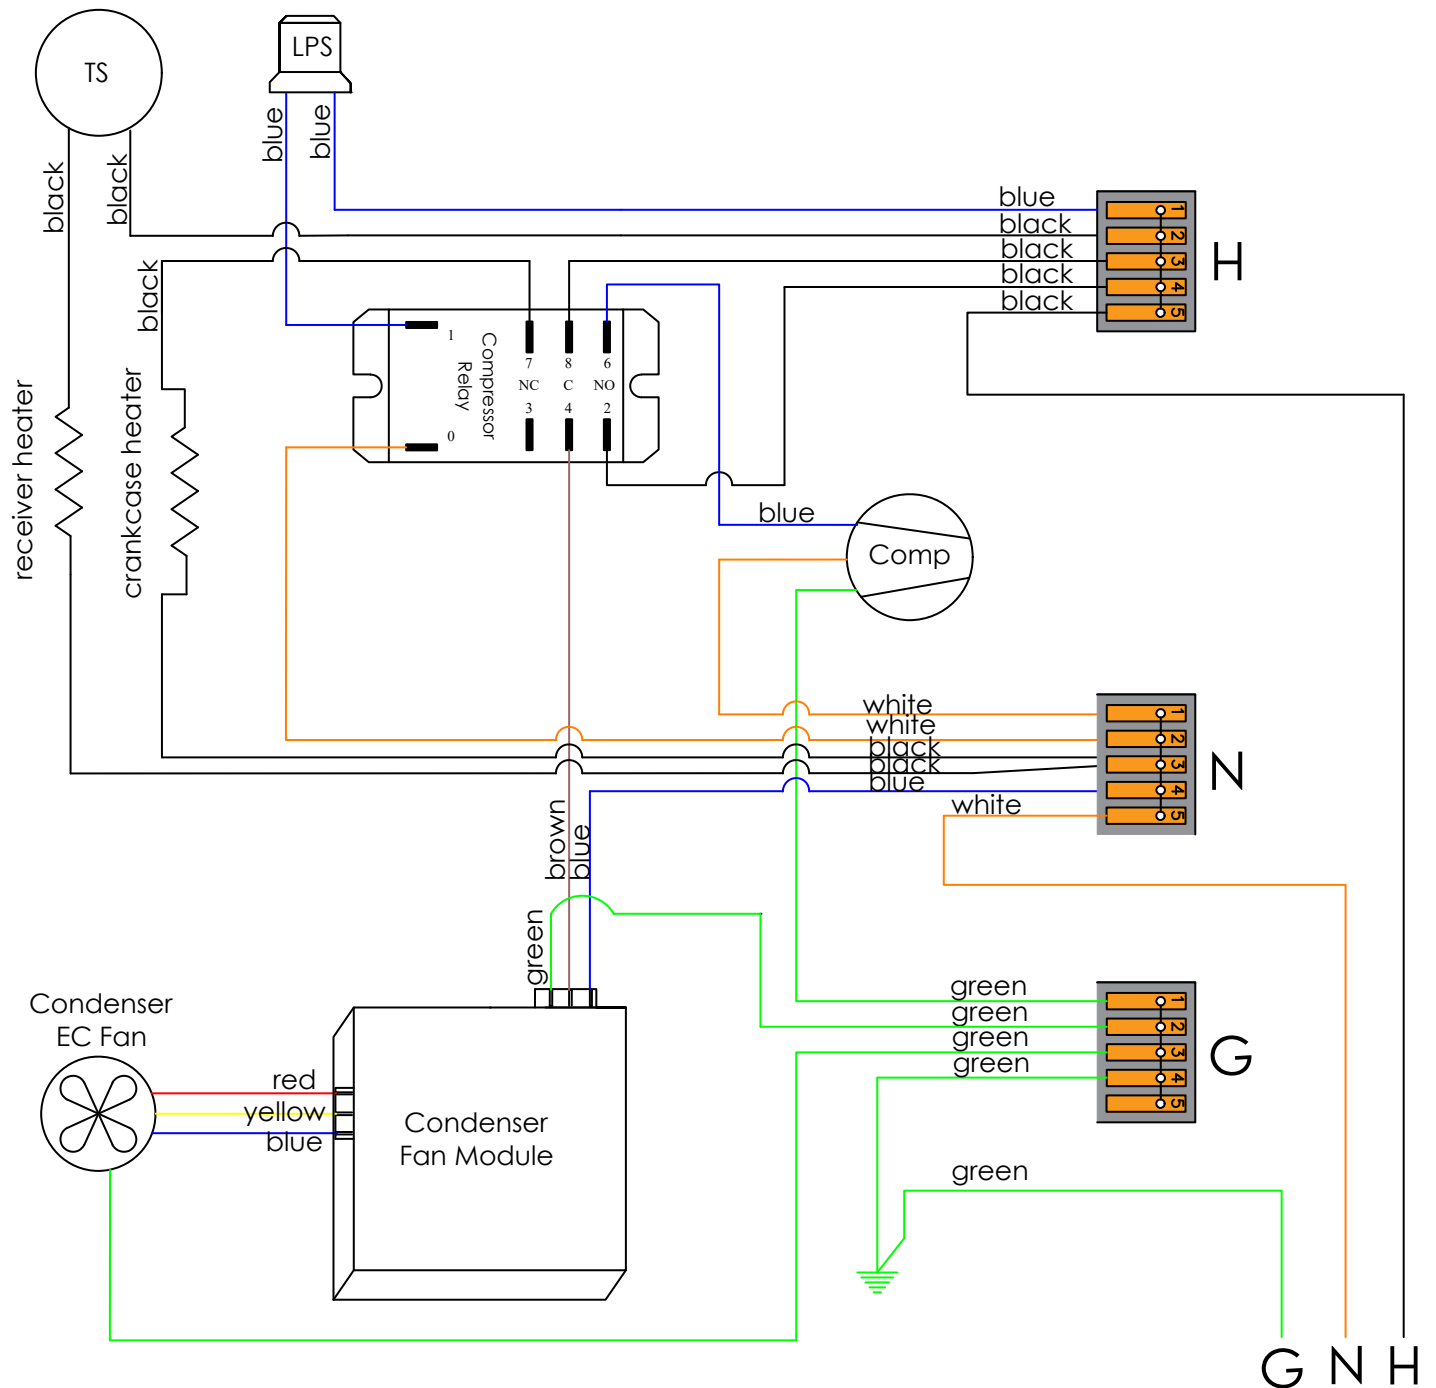 TS
LPS
blue
blue
black
black
blue
black
black
black
black
1
2
3
4
5
H
black
1
7
8
6
NC
C
NO
3
4
2
0
Compressor
Relay
receiver heater
crankcase heater
blue
Comp
white
white
black
black
blue
white
1
2
3
4
5
N
brown
blue
green
green
green
green
green
1
2
3
4
5
G
Condenser
EC Fan
red
yellow
blue
Condenser
Fan Module
green
G N H